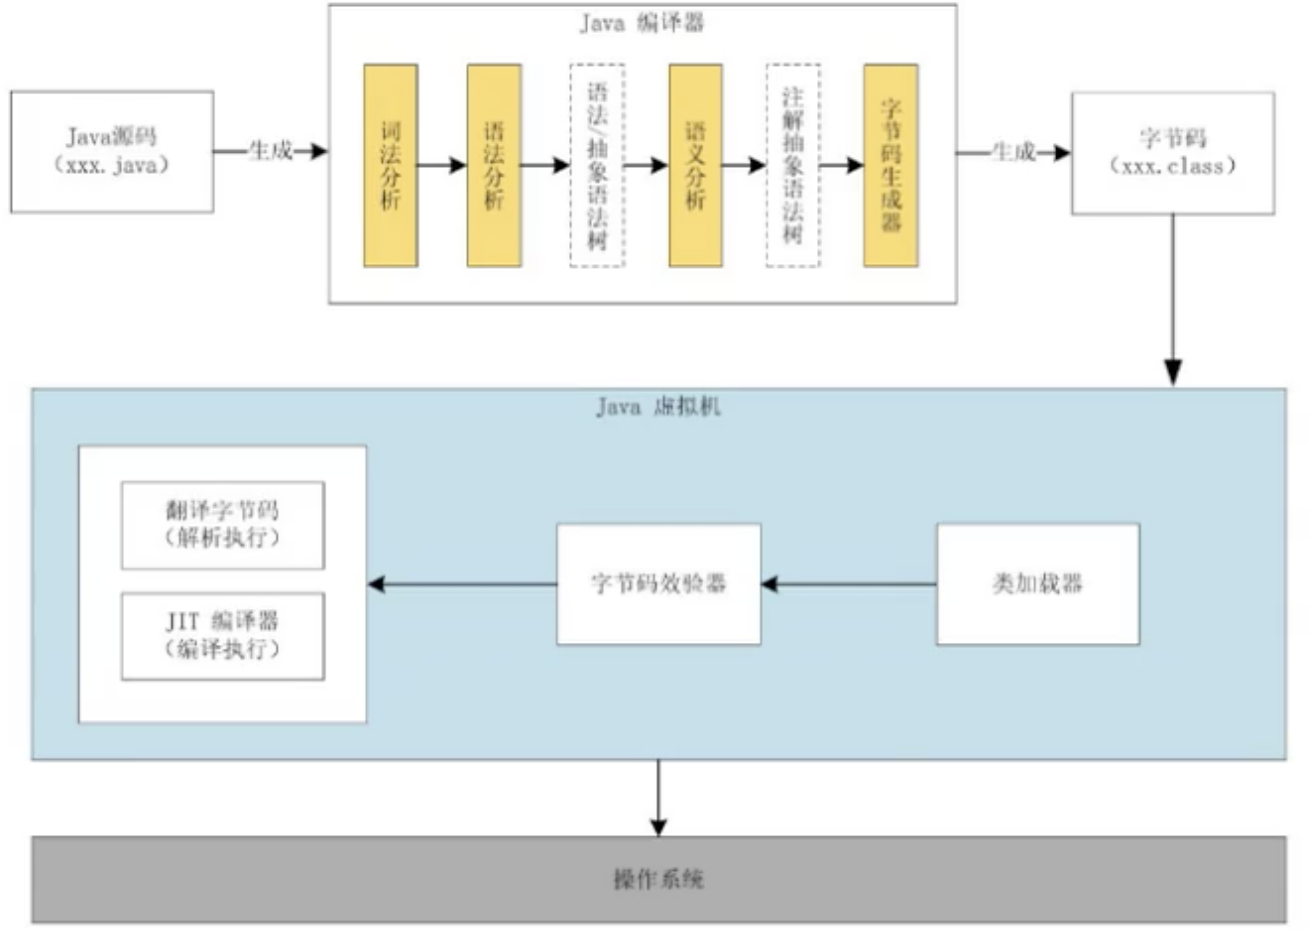 Java 编译器
Java源码
（xxx.java）
生成
词法分析
语法分析
语法/抽象语法树
语义分析
注解抽象语法树
字节码生成器
生成
字节码
（xxx.class）
Java 虚拟机
翻译字节码
（解析执行）
JIT 编译器
（编译执行）
字节码效验器
类加载器
操作系统